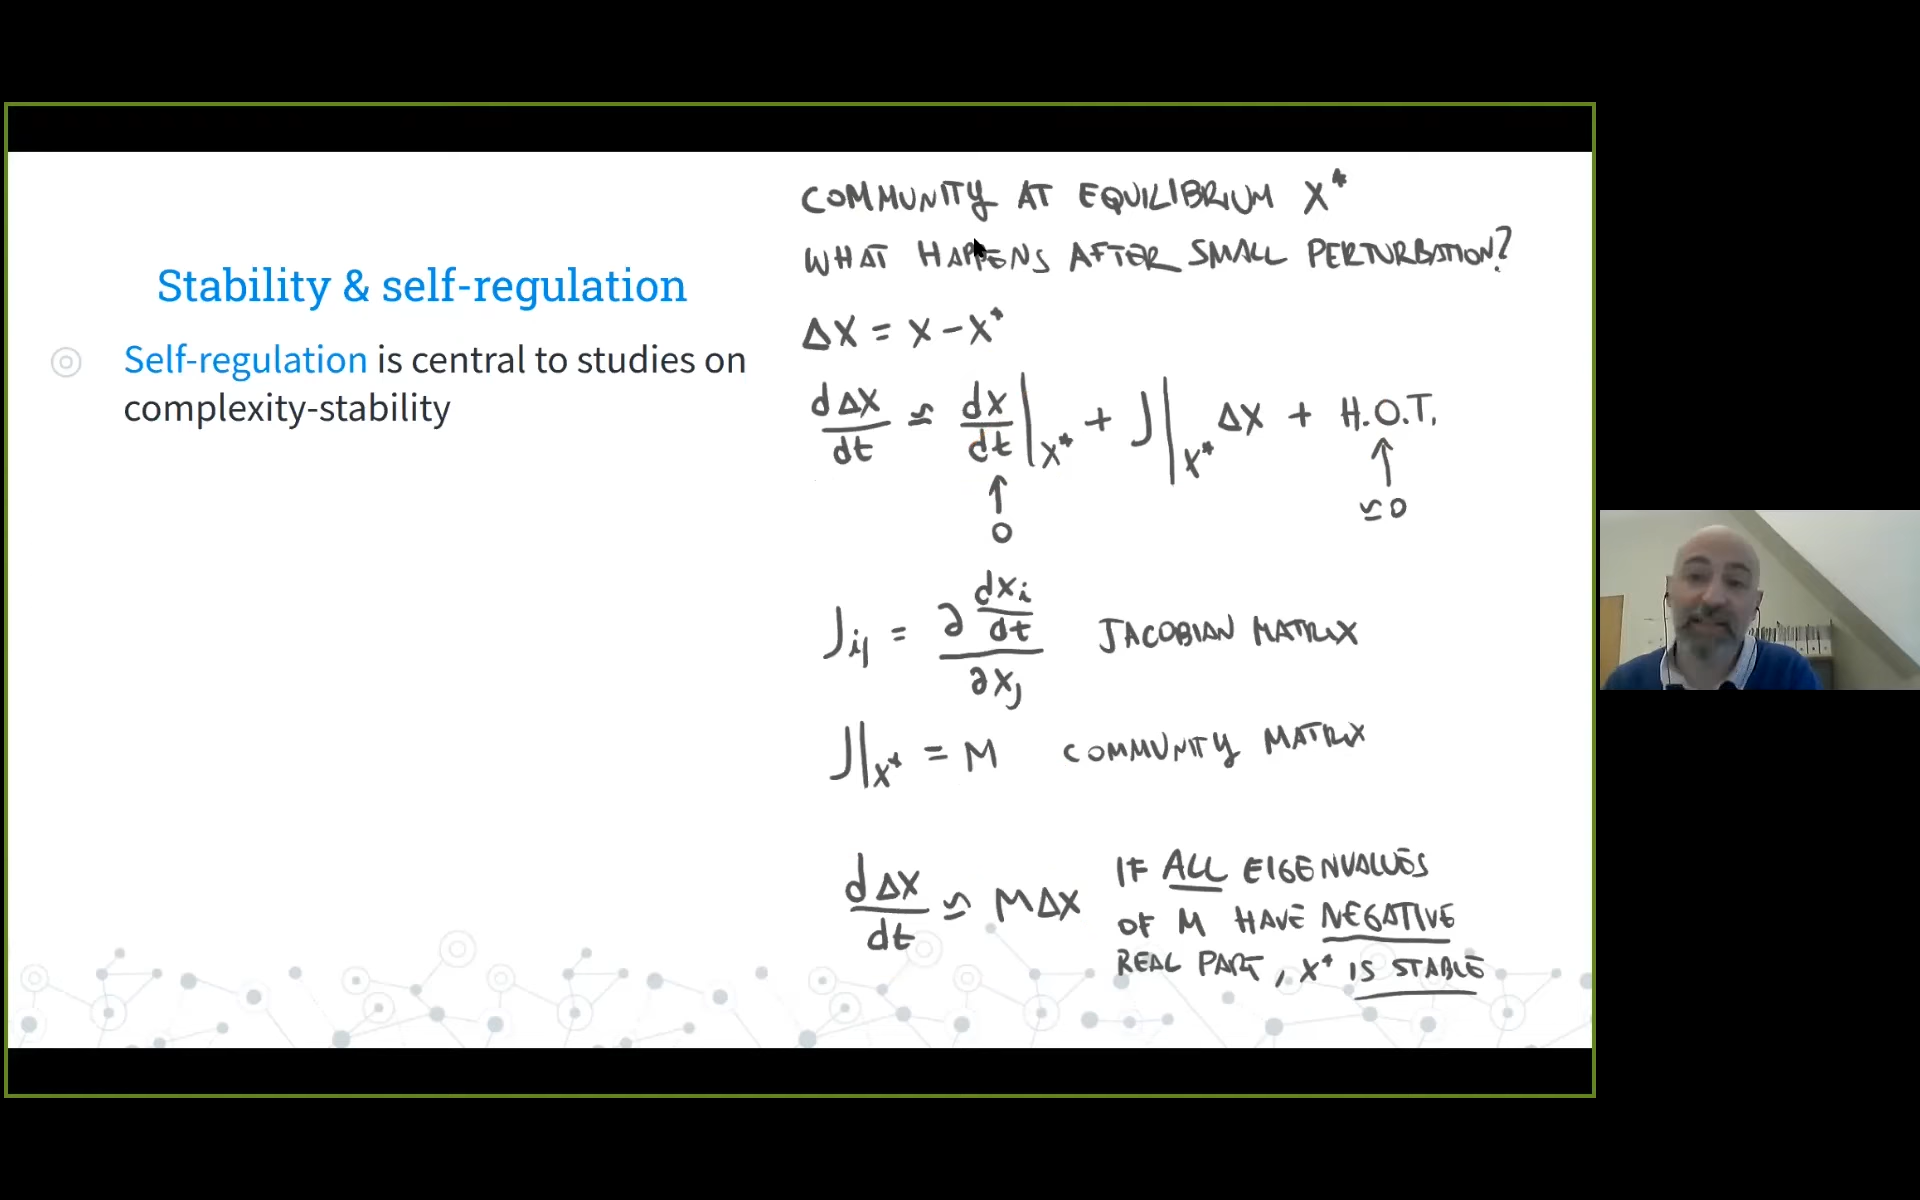 Stability & self-regulation
Self-regulation is central to studies on
complexity-stability
COMMUNITY AT EQUILIBRIUM X*
WHAT HAPPENS AFTER SMALL PERTURBATION?
ΔX = X - X*
dΔX/dt ≃ dX/dt|X* + J|X* ΔX + H.O.T.
↑ 0
↑ ≃0
Jij = ∂ dxi/dt / ∂xj JACOBIAN MATRIX
J|X* = M COMMUNITY MATRIX
dΔX/dt ≃ MΔX
IF ALL EIGENVALUES
OF M HAVE NEGATIVE
REAL PART, X* IS STABLE